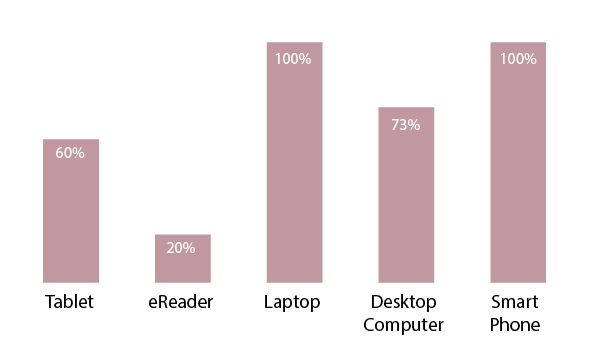 60%
20%
100%
73%
100%
Tablet
eReader
Laptop
Desktop
Computer
Smart
Phone